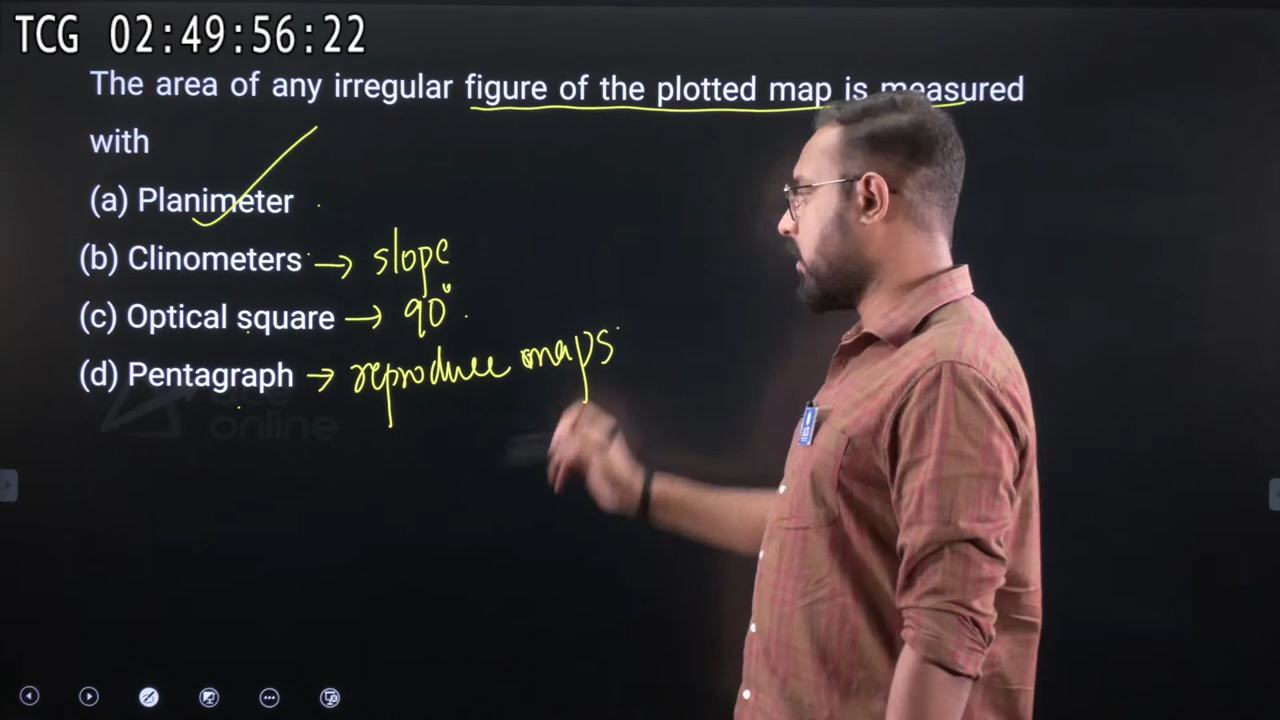 TCG 02:49:56:22
The area of any irregular figure of the plotted map is measured
with
(a) Planimeter
(b) Clinometers → slope
(c) Optical square → 90°
(d) Pentagraph → reproduce maps
online